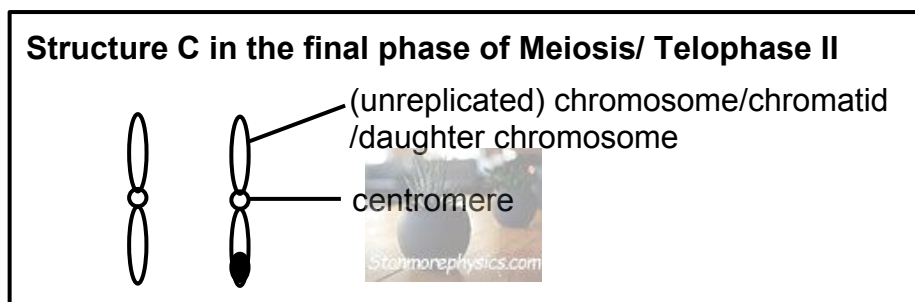 Structure C in the final phase of Meiosis/ Telophase II
(unreplicated) chromosome/chromatid
/daughter chromosome
centromere
Stanmorephysics.com